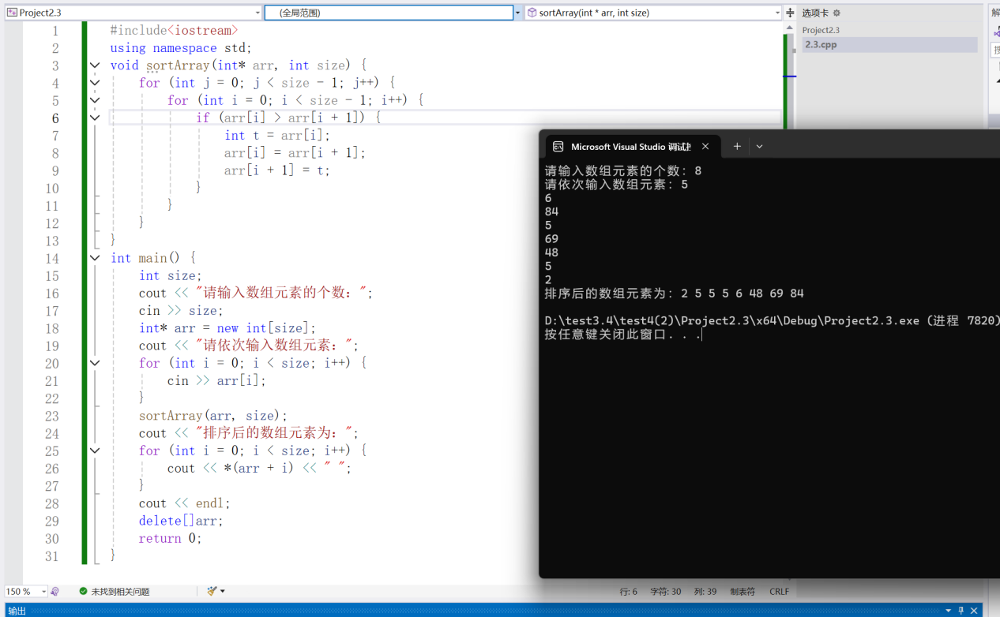 Project2.3
(全局范围)
sortArray(int * arr, int size)
选项卡
Project2.3
2.3.cpp
1 #include<iostream>
2 using namespace std;
3 void sortArray(int* arr, int size) {
4 for (int j = 0; j < size - 1; j++) {
5 for (int i = 0; i < size - 1; i++) {
6 if (arr[i] > arr[i + 1]) {
7 int t = arr[i];
8 arr[i] = arr[i + 1];
9 arr[i + 1] = t;
10 }
11 }
12 }
13 }
14 int main() {
15 int size;
16 cout << "请输入数组元素的个数：";
17 cin >> size;
18 int* arr = new int[size];
19 cout << "请依次输入数组元素：";
20 for (int i = 0; i < size; i++) {
21 cin >> arr[i];
22 }
23 sortArray(arr, size);
24 cout << "排序后的数组元素为：";
25 for (int i = 0; i < size; i++) {
26 cout << *(arr + i) << " ";
27 }
28 cout << endl;
29 delete[]arr;
30 return 0;
31 }
Microsoft Visual Studio 调试
请输入数组元素的个数：8
请依次输入数组元素：5
6
84
5
69
48
5
2
排序后的数组元素为：2 5 5 5 6 48 69 84
D:\test3.4\test4(2)\Project2.3\x64\Debug\Project2.3.exe (进程 7820)
按任意键关闭此窗口. . .
150 %
未找到相关问题
行: 6 字符: 30 列: 39 制表符 CRLF
输出